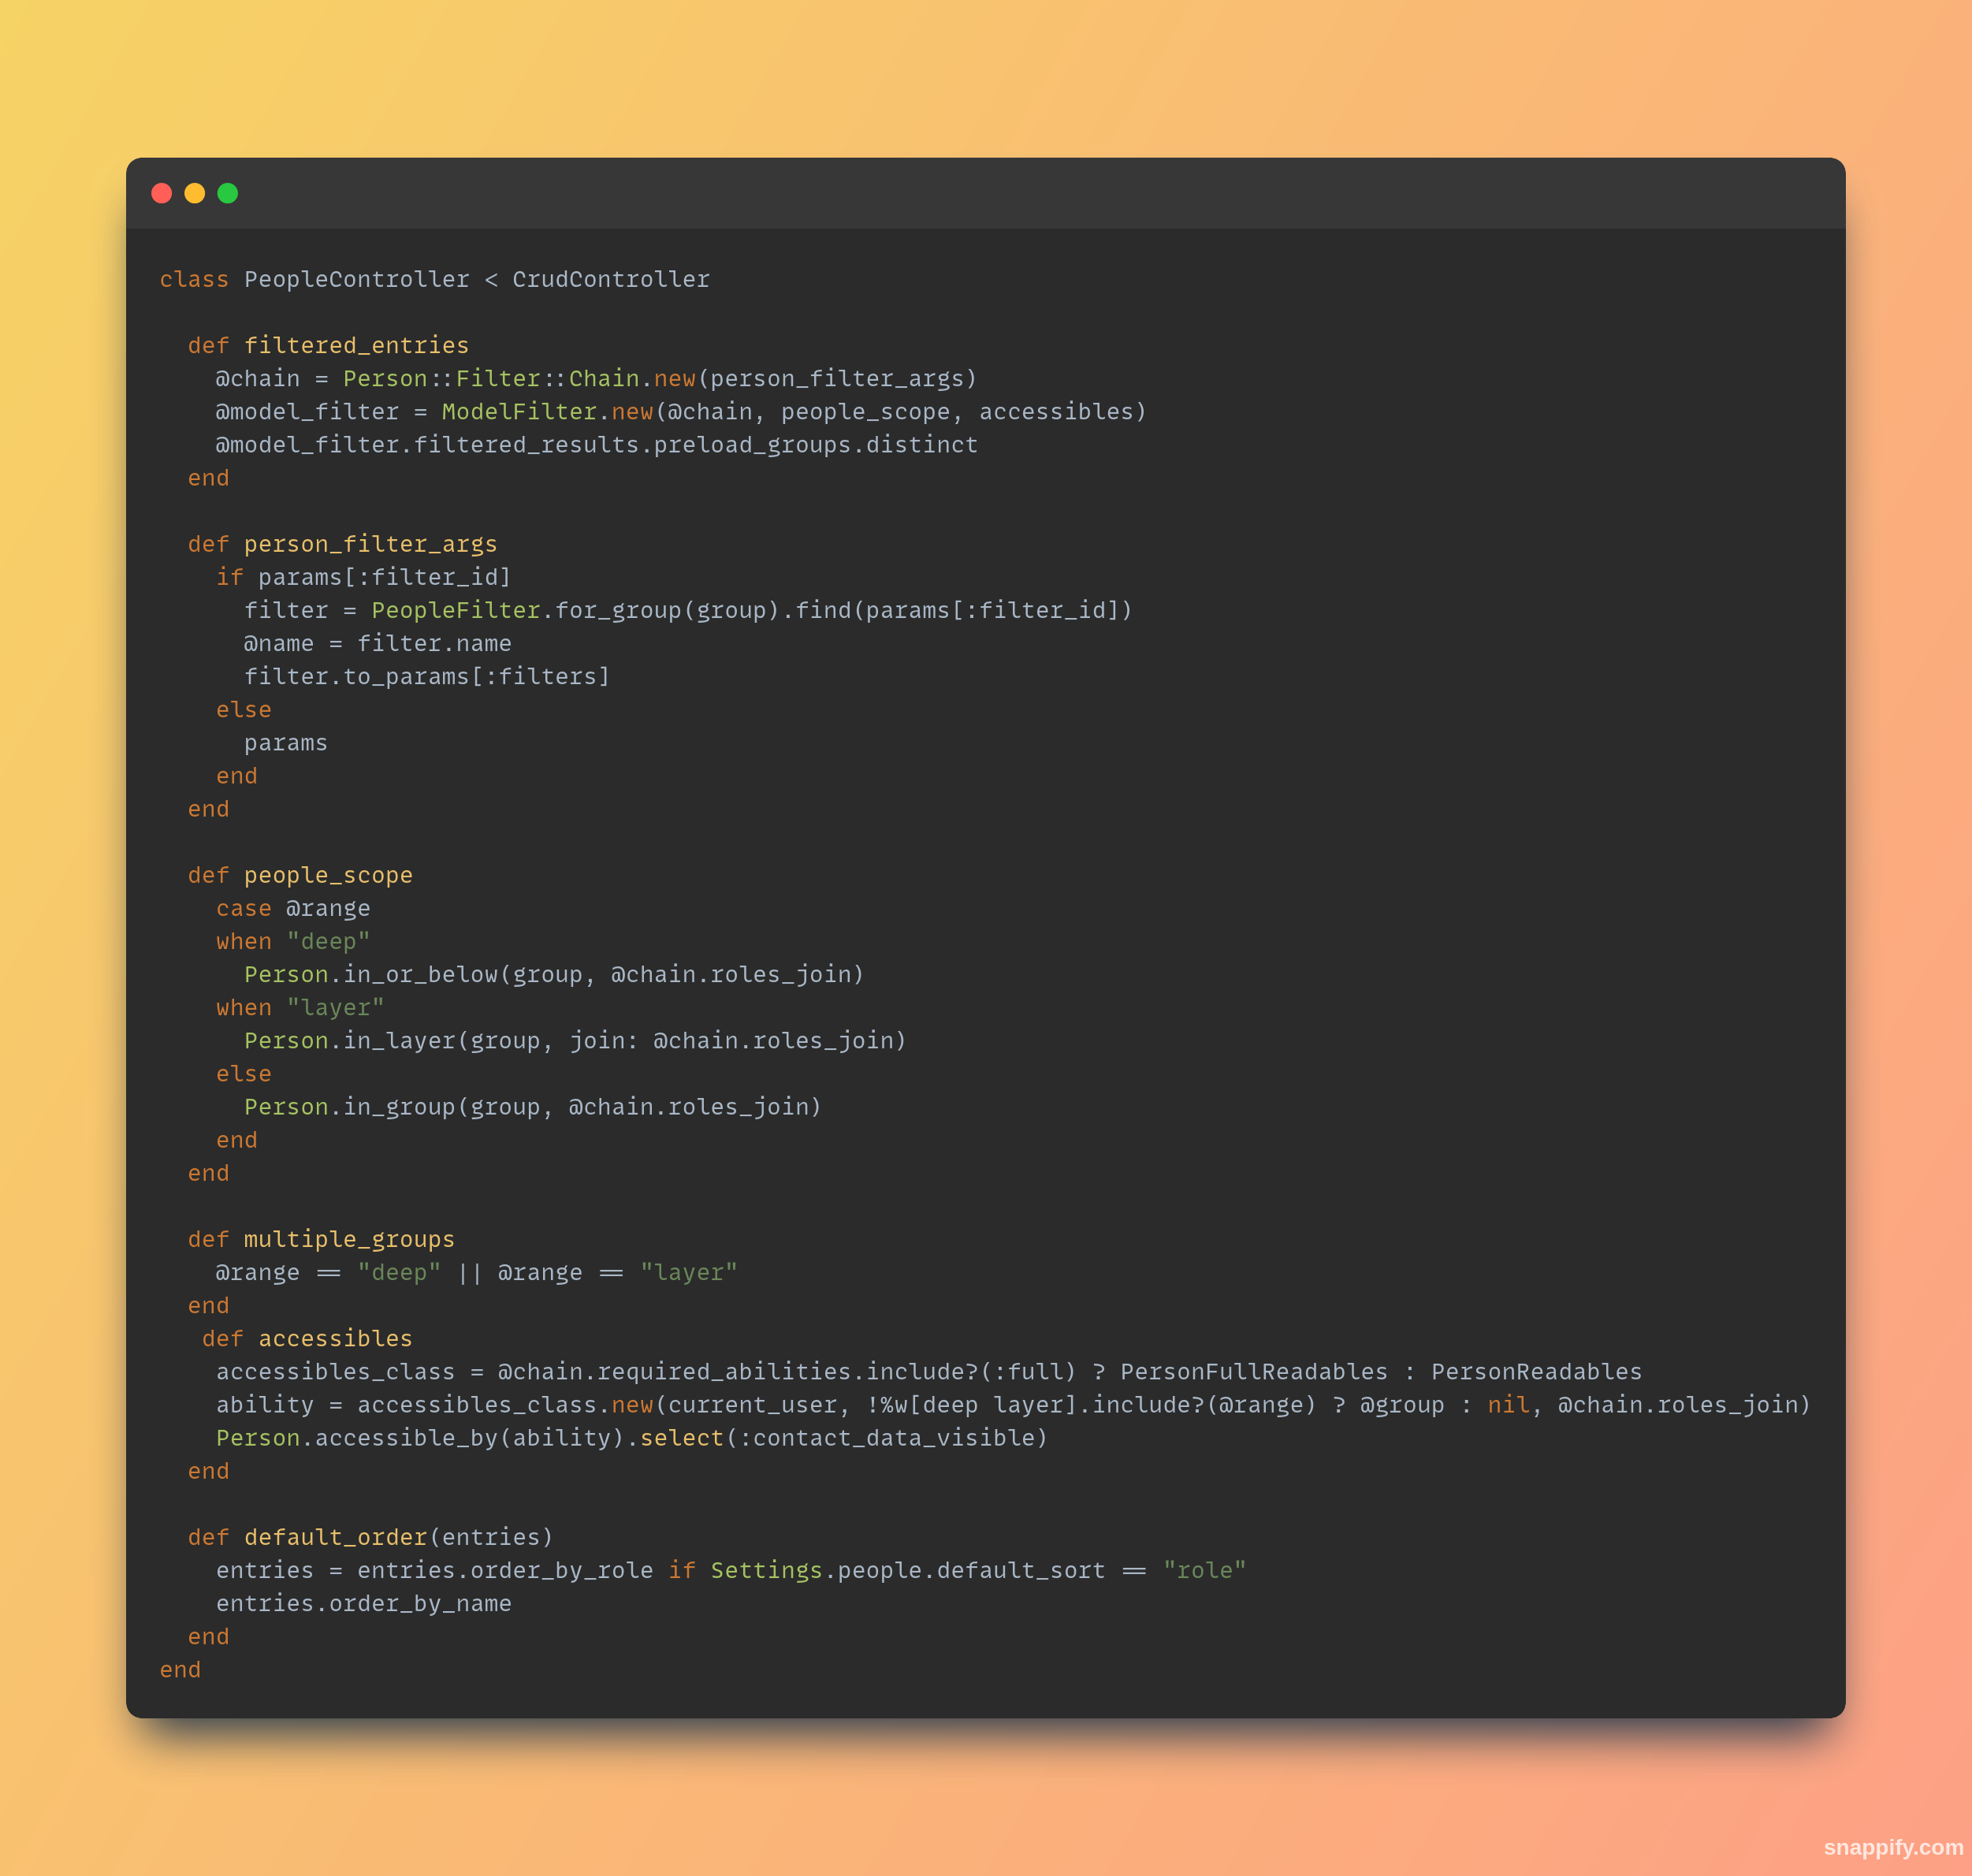 class PeopleController < CrudController
def filtered_entries
@chain = Person::Filter::Chain.new(person_filter_args)
@model_filter = ModelFilter.new(@chain, people_scope, accessibles)
@model_filter.filtered_results.preload_groups.distinct
end
def person_filter_args
if params[:filter_id]
filter = PeopleFilter.for_group(group).find(params[:filter_id])
@name = filter.name
filter.to_params[:filters]
else
params
end
end
def people_scope
case @range
when "deep"
Person.in_or_below(group, @chain.roles_join)
when "layer"
Person.in_layer(group, join: @chain.roles_join)
else
Person.in_group(group, @chain.roles_join)
end
end
def multiple_groups
@range == "deep" || @range == "layer"
end
def accessibles
accessibles_class = @chain.required_abilities.include?(:full) ? PersonFullReadables : PersonReadables
ability = accessibles_class.new(current_user, !%w[deep layer].include?(@range) ? @group : nil, @chain.roles_join)
Person.accessible_by(ability).select(:contact_data_visible)
end
def default_order(entries)
entries = entries.order_by_role if Settings.people.default_sort == "role"
entries.order_by_name
end
end
snappify.com